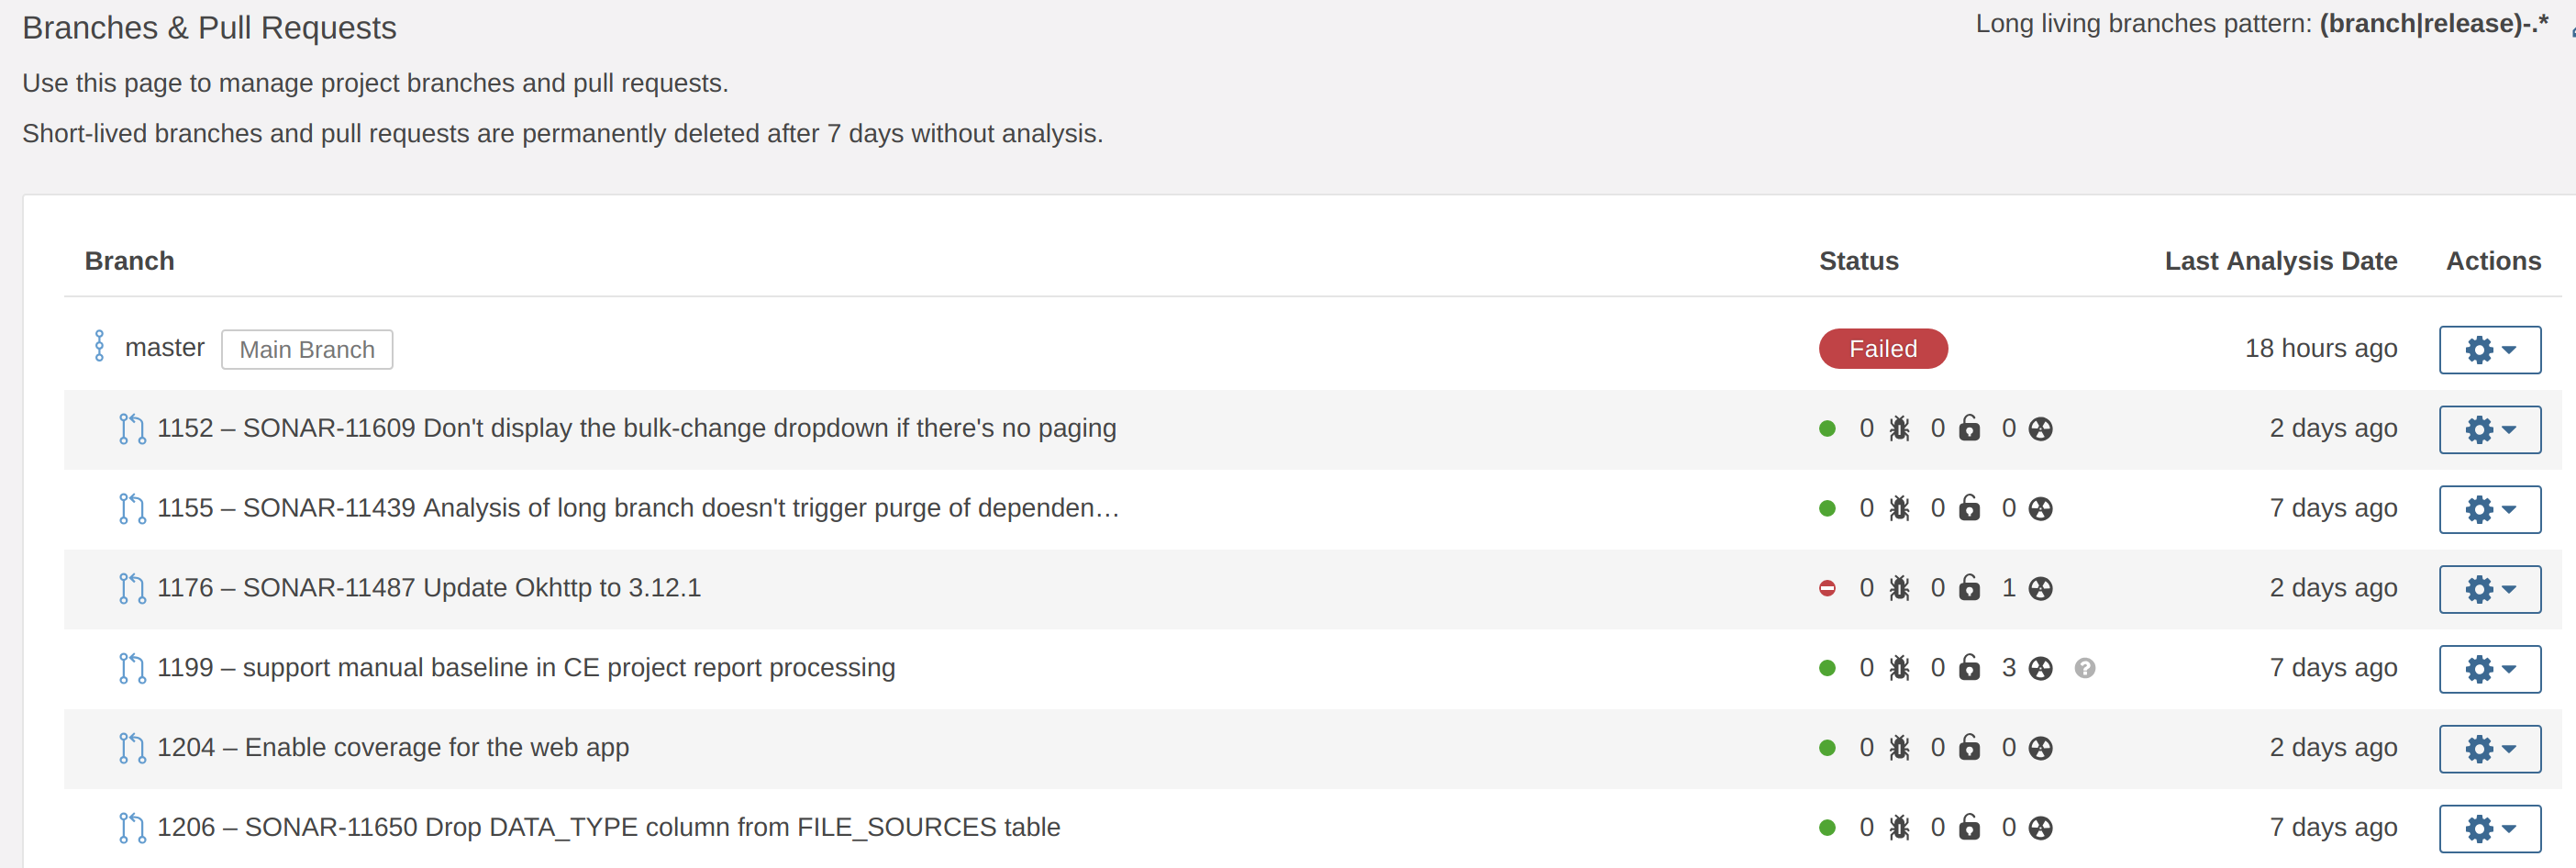 Branches & Pull Requests
Long living branches pattern: (branch|release)-.*
Use this page to manage project branches and pull requests.
Short-lived branches and pull requests are permanently deleted after 7 days without analysis.
Branch Status Last Analysis Date Actions
master Main Branch Failed 18 hours ago
1152 – SONAR-11609 Don't display the bulk-change dropdown if there's no paging 0 0 0 2 days ago
1155 – SONAR-11439 Analysis of long branch doesn't trigger purge of dependen… 0 0 0 7 days ago
1176 – SONAR-11487 Update Okhttp to 3.12.1 0 0 1 2 days ago
1199 – support manual baseline in CE project report processing 0 0 3 ? 7 days ago
1204 – Enable coverage for the web app 0 0 0 2 days ago
1206 – SONAR-11650 Drop DATA_TYPE column from FILE_SOURCES table 0 0 0 7 days ago